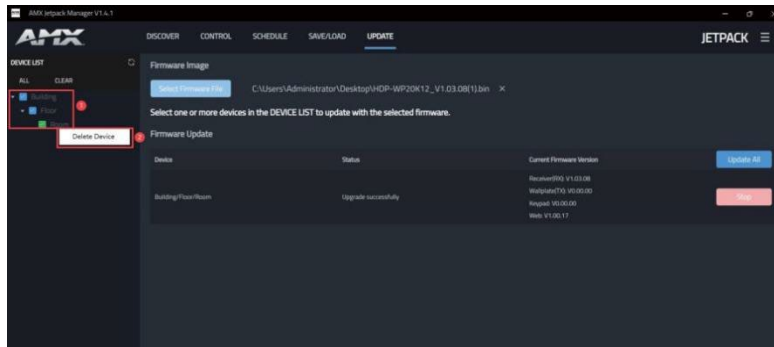 AMX Jetpack Manager V1.4.1
AMX
DISCOVER CONTROL SCHEDULE SAVE/LOAD UPDATE
JETPACK
DEVICE LIST
ALL CLEAR
Building
Floor
Room
1
Delete Device
2
Firmware Image
Select Firmware File C:\Users\Administrator\Desktop\HDP-WP20K12_V1.03.08(1).bin ×
Select one or more devices in the DEVICE LIST to update with the selected firmware.
Firmware Update
Device Status Current Firmware Version Update All
Receiver(RX): V1.03.08
Wallplate(TX): V0.00.00
Building/Floor/Room Upgrade successfully Stop
Keypad: V0.00.00
Web: V1.00.17